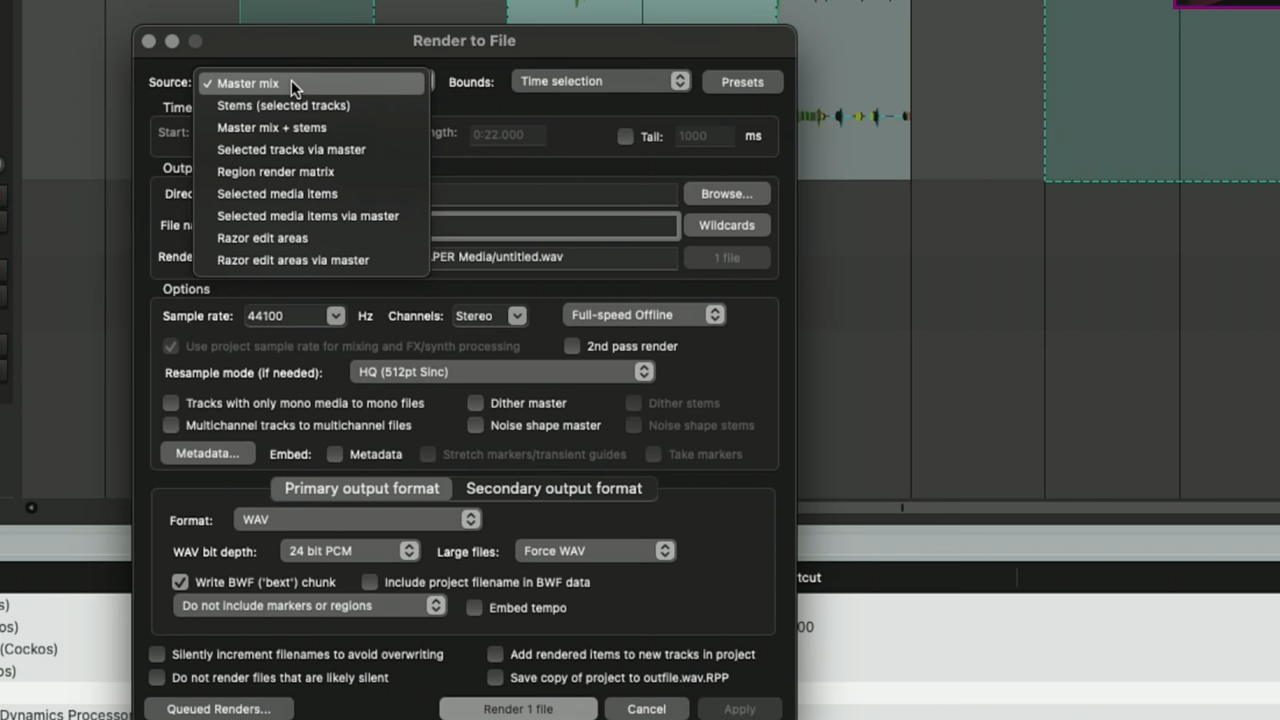 Render to File
Source: ✓ Master mix Bounds: Time selection Presets
Stems (selected tracks)
Master mix + stems
Selected tracks via master
Region render matrix
Selected media items
Selected media items via master
Razor edit areas
Razor edit areas via master
Time
Start: ngth: 0:22.000 Tail: 1000 ms
Outp
Direc Browse...
File na Wildcards
Rende PER Media/untitled.wav 1 file
Options
Sample rate: 44100 Hz Channels: Stereo Full-speed Offline
Use project sample rate for mixing and FX/synth processing 2nd pass render
Resample mode (if needed): HQ (512pt Sinc)
Tracks with only mono media to mono files Dither master Dither stems
Multichannel tracks to multichannel files Noise shape master Noise shape stems
Metadata... Embed: Metadata Stretch markers/transient guides Take markers
Primary output format Secondary output format
Format: WAV
WAV bit depth: 24 bit PCM Large files: Force WAV
Write BWF ('bext') chunk Include project filename in BWF data
Do not include markers or regions Embed tempo
Silently increment filenames to avoid overwriting Add rendered items to new tracks in project
Do not render files that are likely silent Save copy of project to outfile.wav.RPP
Queued Renders... Render 1 file Cancel Apply
tcut
s)
os) 00
(Cockos)
os)
Dynamics Processor